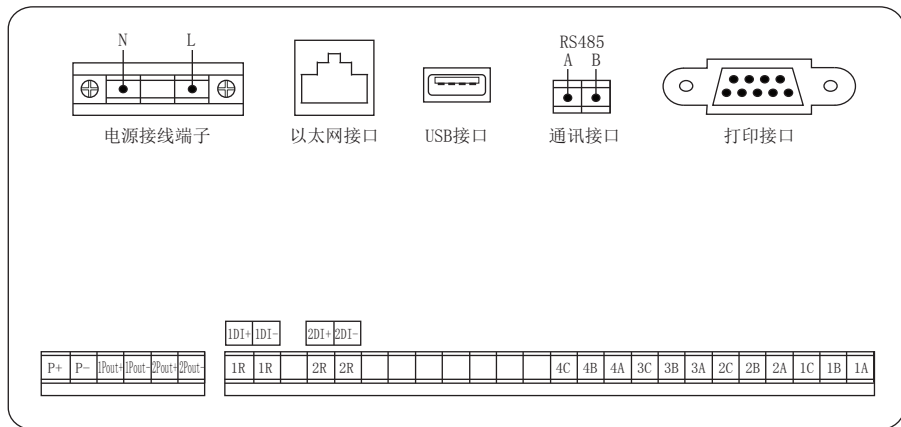 N L
RS485
A B
电源接线端子 以太网接口 USB接口 通讯接口 打印接口
1DI+ 1DI- 2DI+ 2DI-
P+ P- 1Pout+ 1Pout- 2Pout+ 2Pout- 1R 1R 2R 2R 4C 4B 4A 3C 3B 3A 2C 2B 2A 1C 1B 1A